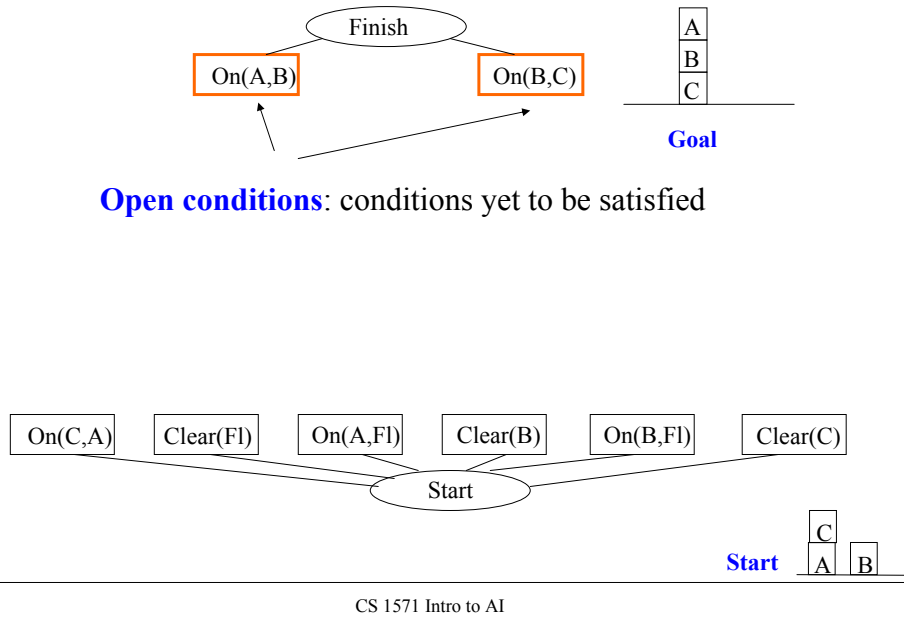 Finish
On(A,B)
On(B,C)
A
B
C
Goal
Open conditions: conditions yet to be satisfied
On(C,A) Clear(Fl) On(A,Fl) Clear(B) On(B,Fl) Clear(C)
Start
C
Start A B
CS 1571 Intro to AI